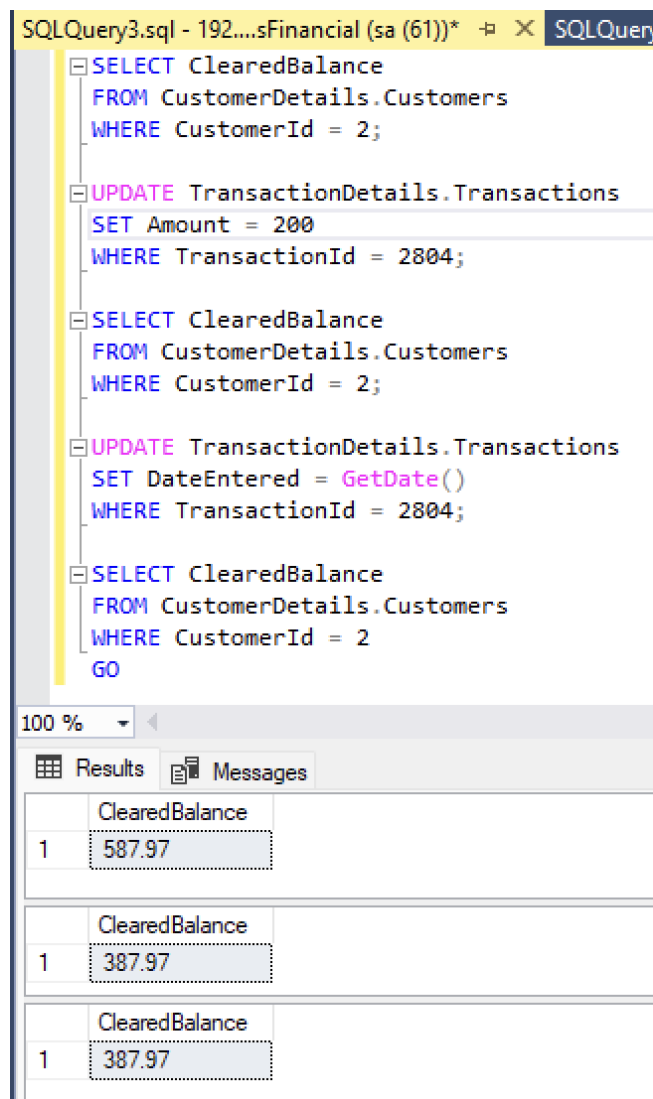 SQLQuery3.sql - 192....sFinancial (sa (61))* SQLQuery
SELECT ClearedBalance
FROM CustomerDetails.Customers
WHERE CustomerId = 2;
UPDATE TransactionDetails.Transactions
SET Amount = 200
WHERE TransactionId = 2804;
SELECT ClearedBalance
FROM CustomerDetails.Customers
WHERE CustomerId = 2;
UPDATE TransactionDetails.Transactions
SET DateEntered = GetDate()
WHERE TransactionId = 2804;
SELECT ClearedBalance
FROM CustomerDetails.Customers
WHERE CustomerId = 2
GO
100 %
Results Messages
ClearedBalance
1 587.97
ClearedBalance
1 387.97
ClearedBalance
1 387.97